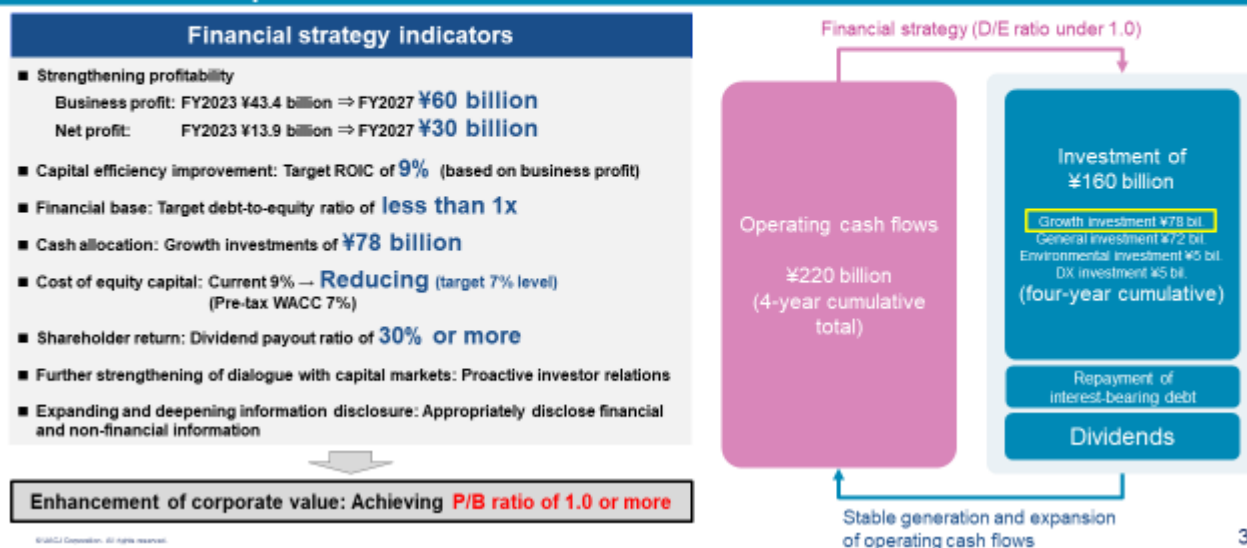 Financial strategy indicators
■ Strengthening profitability
Business profit: FY2023 ¥43.4 billion ⇒ FY2027 ¥60 billion
Net profit: FY2023 ¥13.9 billion ⇒ FY2027 ¥30 billion
■ Capital efficiency improvement: Target ROIC of 9% (based on business profit)
■ Financial base: Target debt-to-equity ratio of less than 1x
■ Cash allocation: Growth investments of ¥78 billion
■ Cost of equity capital: Current 9% → Reducing (target 7% level)
(Pre-tax WACC 7%)
■ Shareholder return: Dividend payout ratio of 30% or more
■ Further strengthening of dialogue with capital markets: Proactive investor relations
■ Expanding and deepening information disclosure: Appropriately disclose financial
and non-financial information
Enhancement of corporate value: Achieving P/B ratio of 1.0 or more
© UACJ Corporation. All rights reserved.
Financial strategy (D/E ratio under 1.0)
Operating cash flows
¥220 billion
(4-year cumulative
total)
Investment of
¥160 billion
Growth investment ¥78 bil.
General investment ¥72 bil.
Environmental investment ¥5 bil.
DX investment ¥5 bil.
(four-year cumulative)
Repayment of
interest-bearing debt
Dividends
Stable generation and expansion
of operating cash flows
3